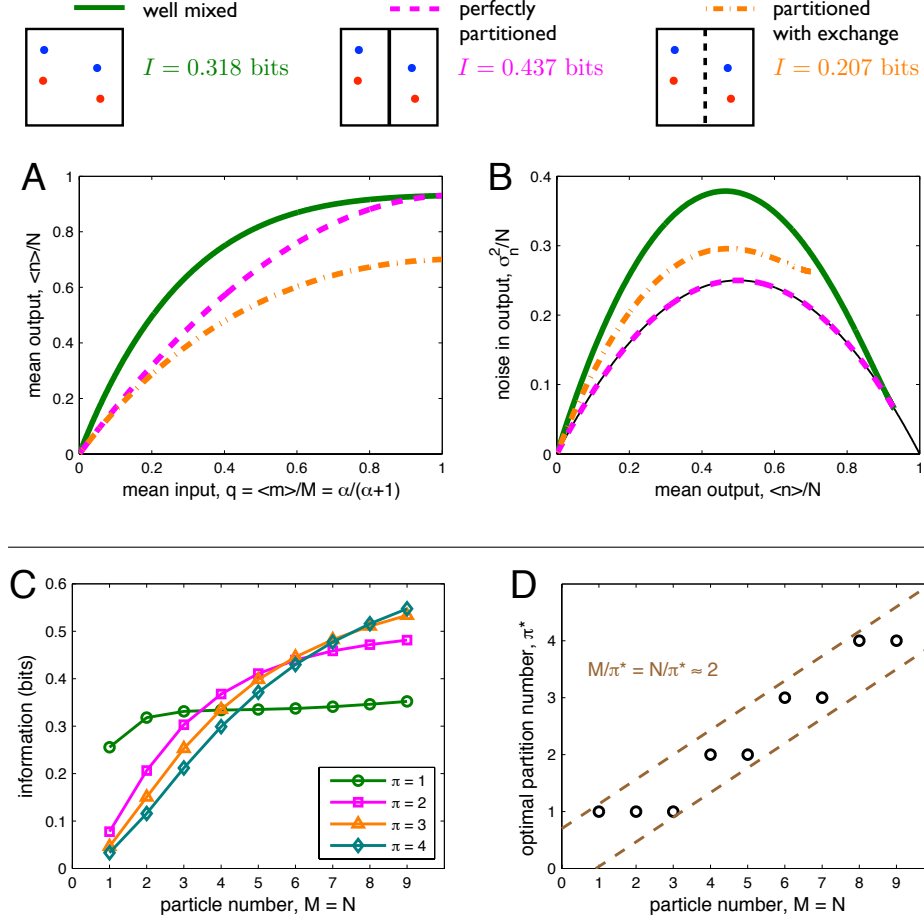 well mixed
I = 0.318 bits
perfectly
partitioned
I = 0.437 bits
partitioned
with exchange
I = 0.207 bits
A
1
0.8
0.6
0.4
0.2
0
0 0.2 0.4 0.6 0.8 1
mean output, <n>/N
mean input, q = <m>/M = α/(α+1)
B
0.4
0.3
0.2
0.1
0
0 0.2 0.4 0.6 0.8 1
noise in output, σ_n^2/N
mean output, <n>/N
C
0.6
0.5
0.4
0.3
0.2
0.1
0
0 1 2 3 4 5 6 7 8 9
information (bits)
particle number, M = N
π = 1
π = 2
π = 3
π = 4
D
4
3
2
1
0
0 1 2 3 4 5 6 7 8 9
optimal partition number, π*
M/π* = N/π* ≈ 2
particle number, M = N